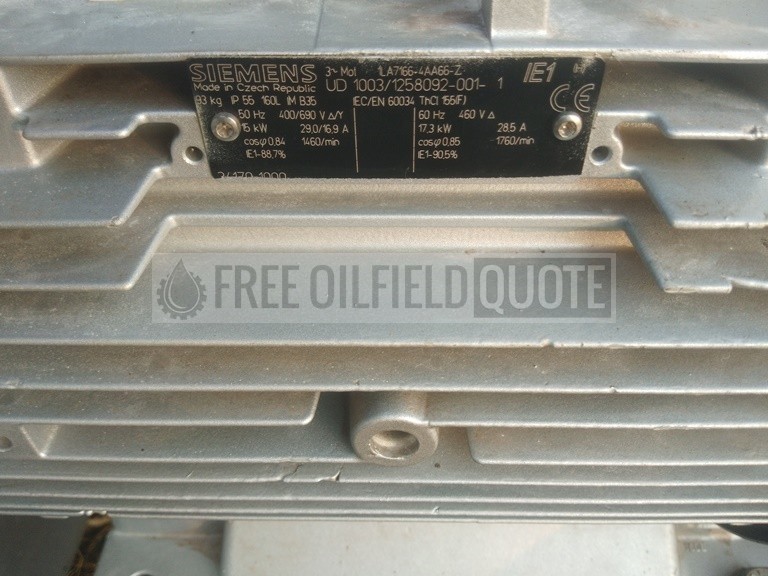 SIEMENS 3~Mot 1LA7166-4AA66-Z IE1
Made in Czech Republic UD 1003/1258092-001- 1
93 kg IP 55 160L IM B35 IEC/EN 60034 ThCl 155(F) CE
50 Hz 400/690 V Δ/Y 60 Hz 460 V Δ
15 kW 29.0/16.9 A 17.3 kW 28.5 A
cosφ 0.84 1460/min cosφ 0.85 1760/min
IE1-88,7% IE1-90,5%
FREE OILFIELD QUOTE